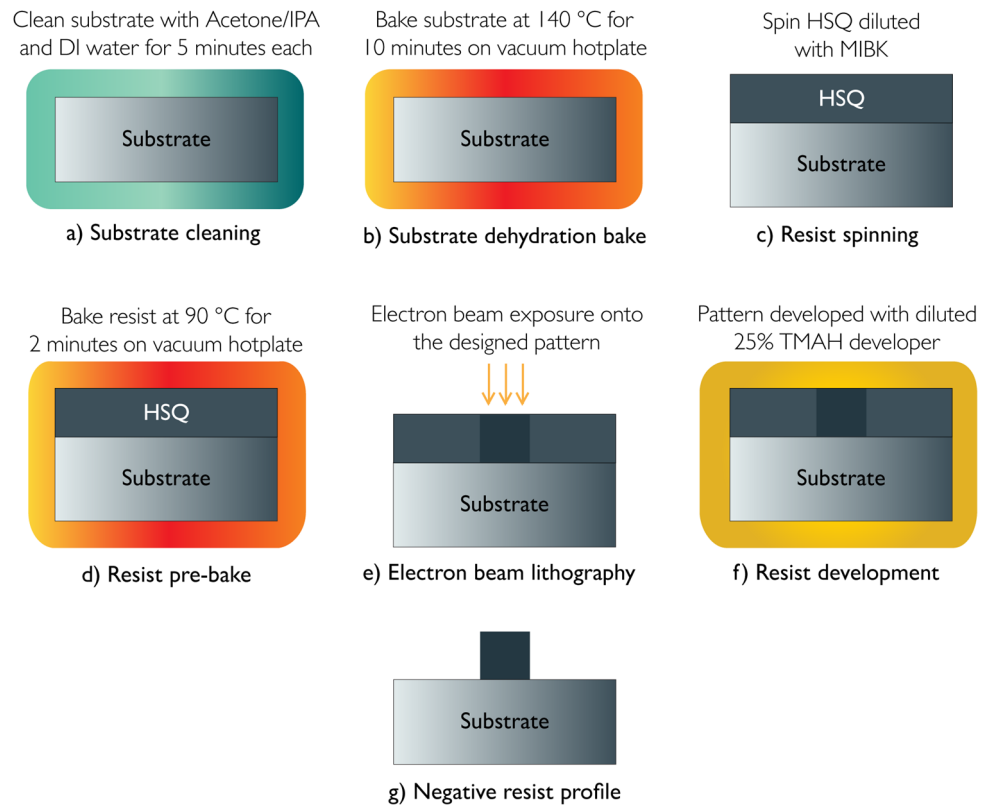 Clean substrate with Acetone/IPA
and DI water for 5 minutes each
Substrate
a) Substrate cleaning
Bake substrate at 140 °C for
10 minutes on vacuum hotplate
Substrate
b) Substrate dehydration bake
Spin HSQ diluted
with MIBK
HSQ
Substrate
c) Resist spinning
Bake resist at 90 °C for
2 minutes on vacuum hotplate
HSQ
Substrate
d) Resist pre-bake
Electron beam exposure onto
the designed pattern
Substrate
e) Electron beam lithography
Pattern developed with diluted
25% TMAH developer
Substrate
f) Resist development
Substrate
g) Negative resist profile